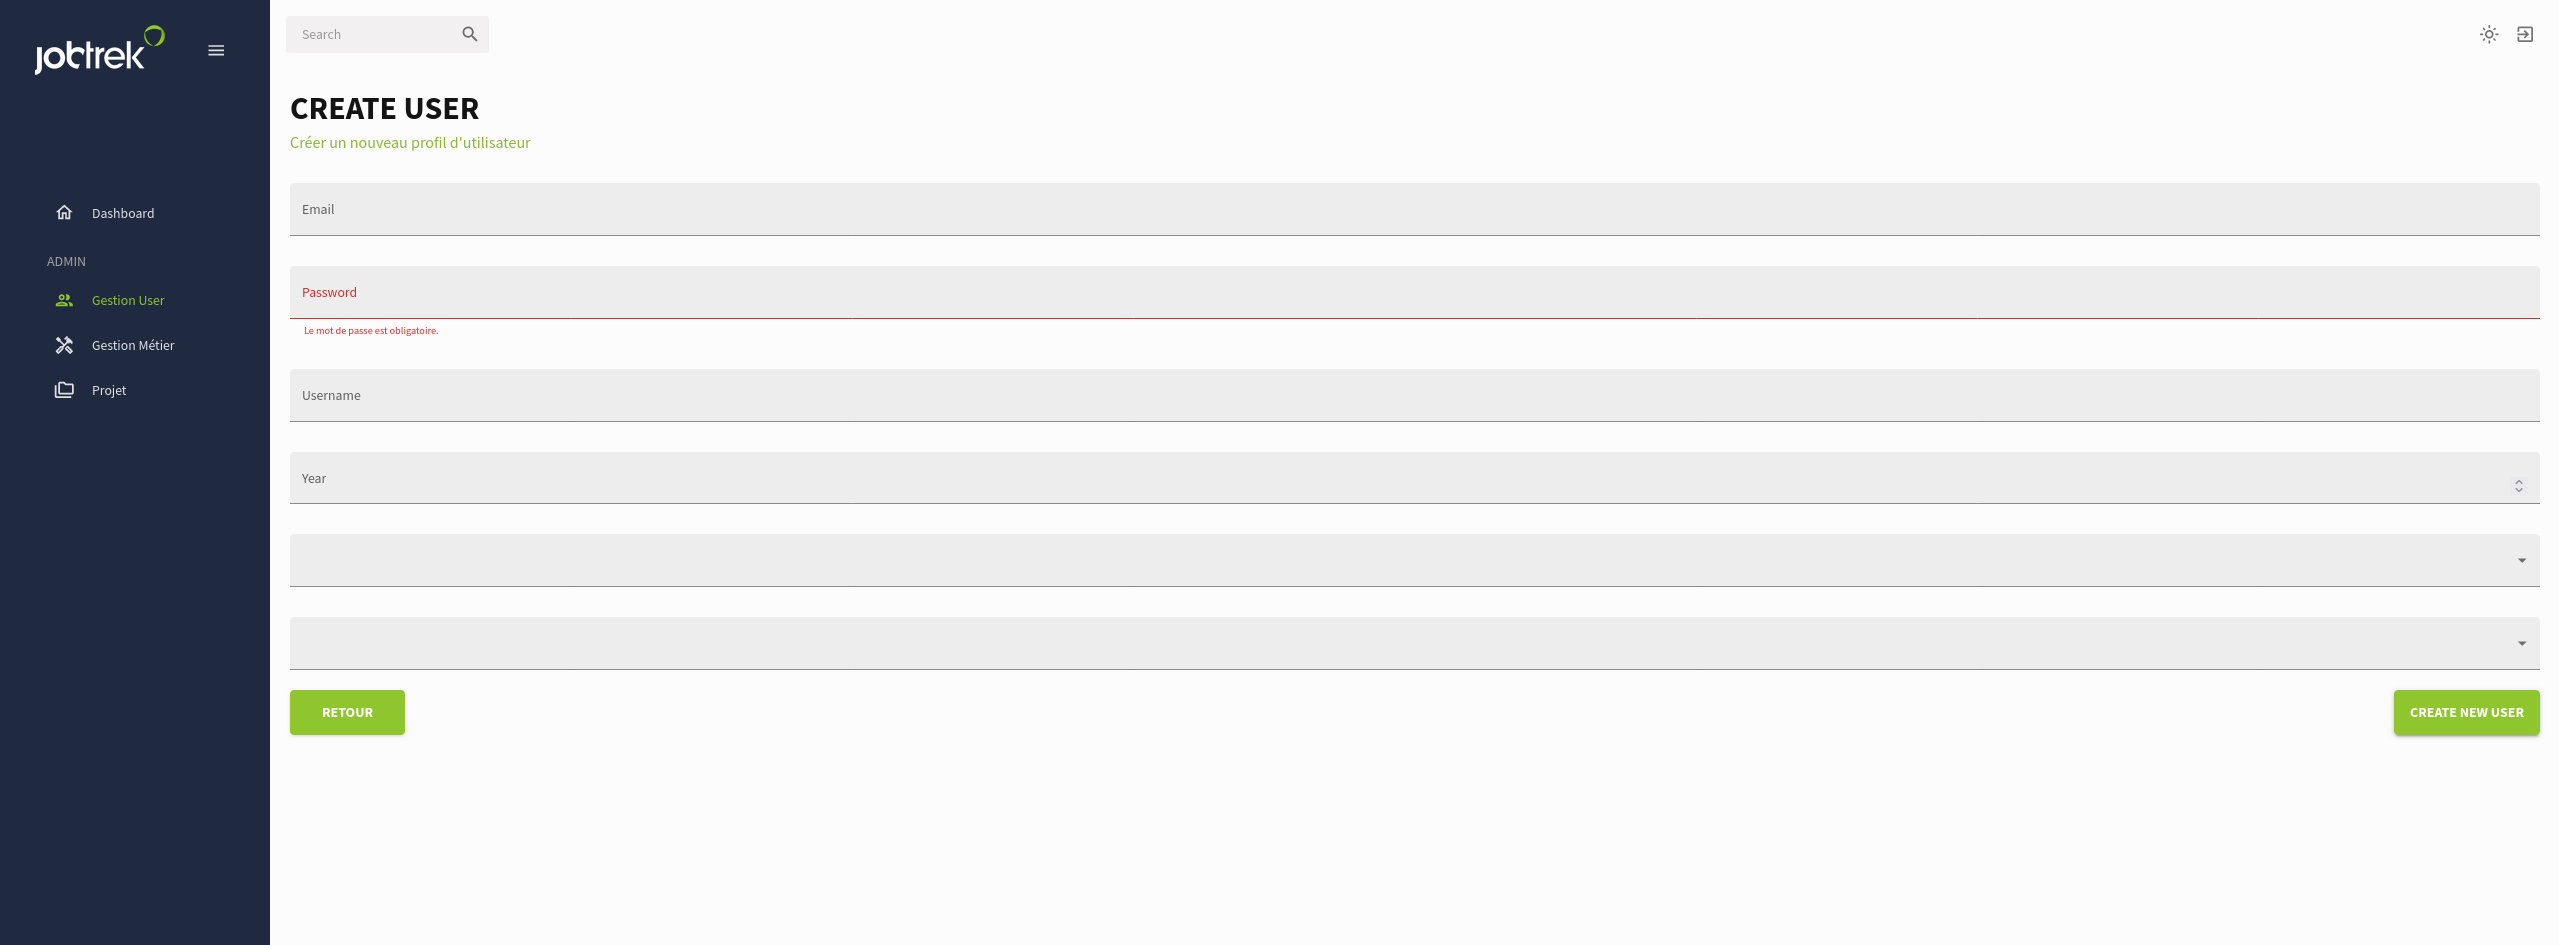 jobtrek
Search
CREATE USER
Créer un nouveau profil d'utilisateur
Dashboard
ADMIN
Gestion User
Gestion Métier
Projet
Email
Password
Le mot de passe est obligatoire.
Username
Year
RETOUR
CREATE NEW USER